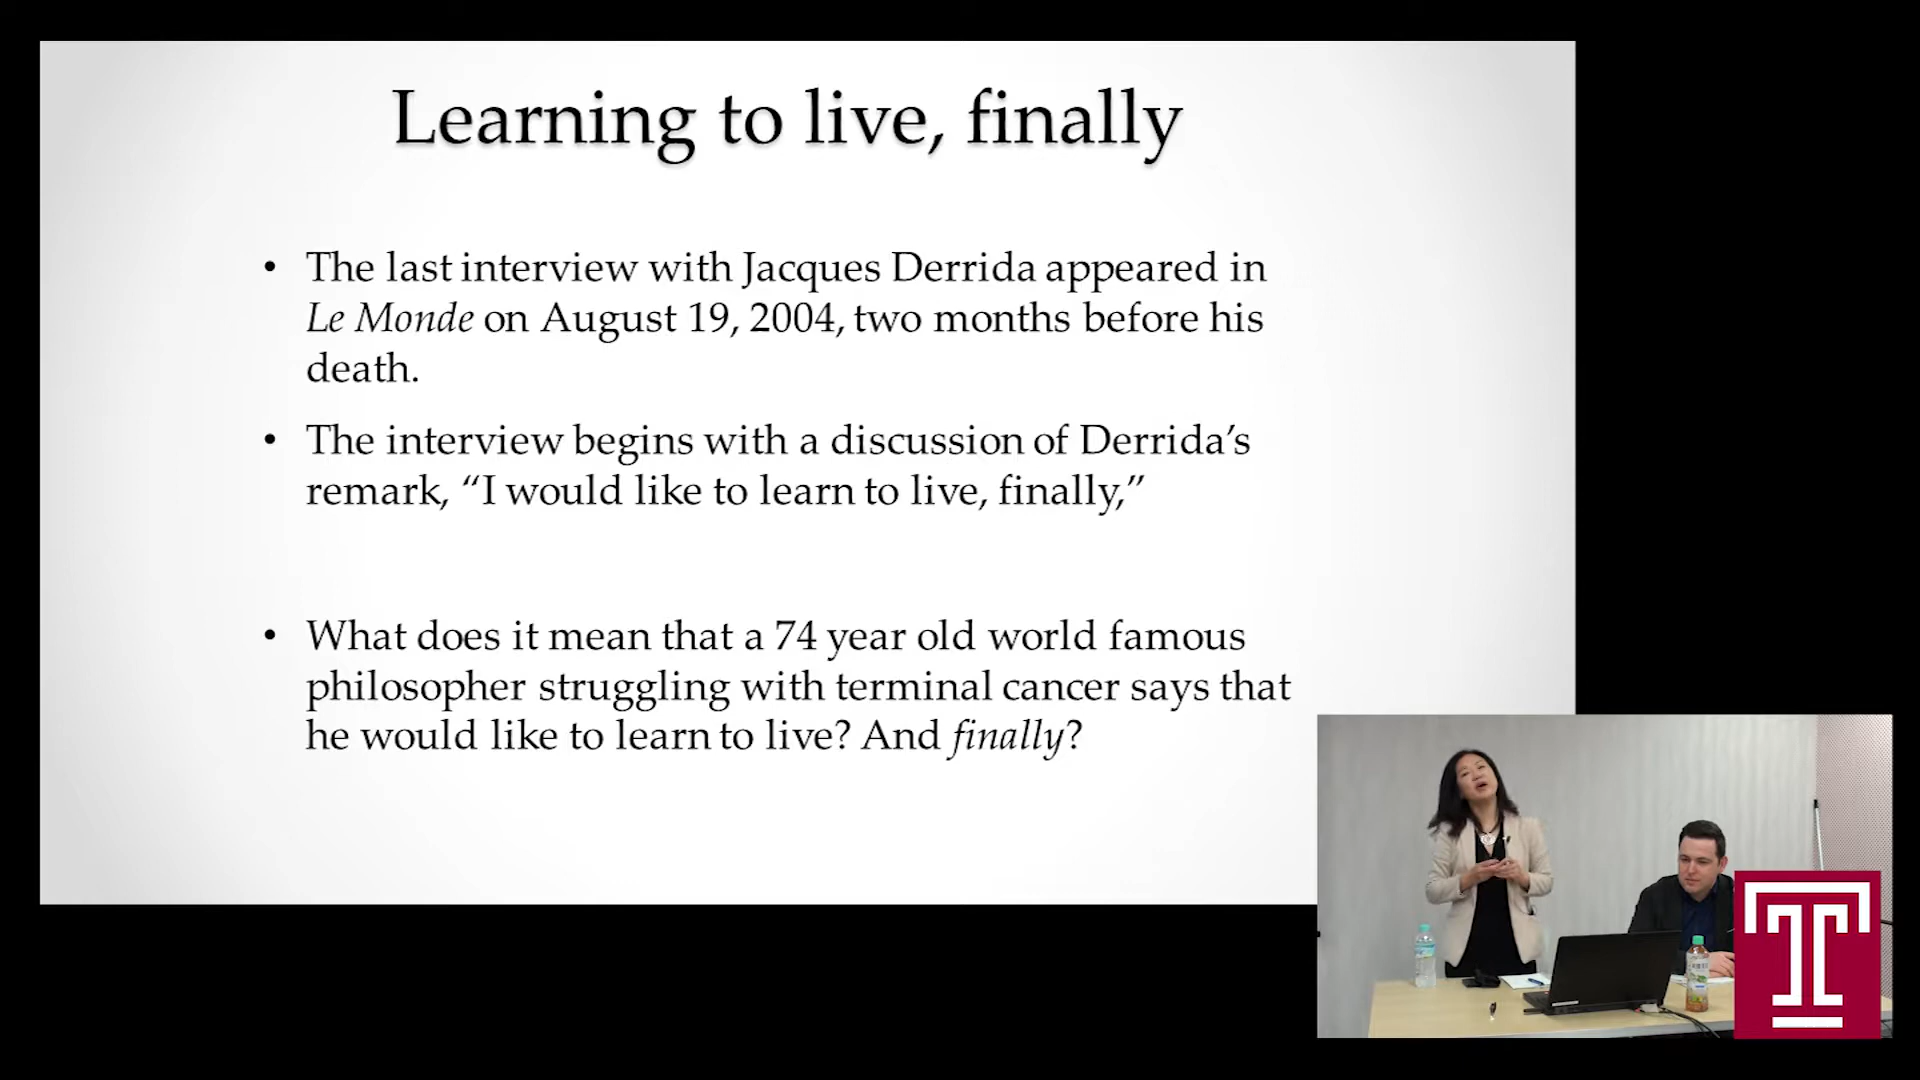 Learning to live, finally
• The last interview with Jacques Derrida appeared in
Le Monde on August 19, 2004, two months before his
death.
• The interview begins with a discussion of Derrida’s
remark, “I would like to learn to live, finally,”
• What does it mean that a 74 year old world famous
philosopher struggling with terminal cancer says that
he would like to learn to live? And finally?
T